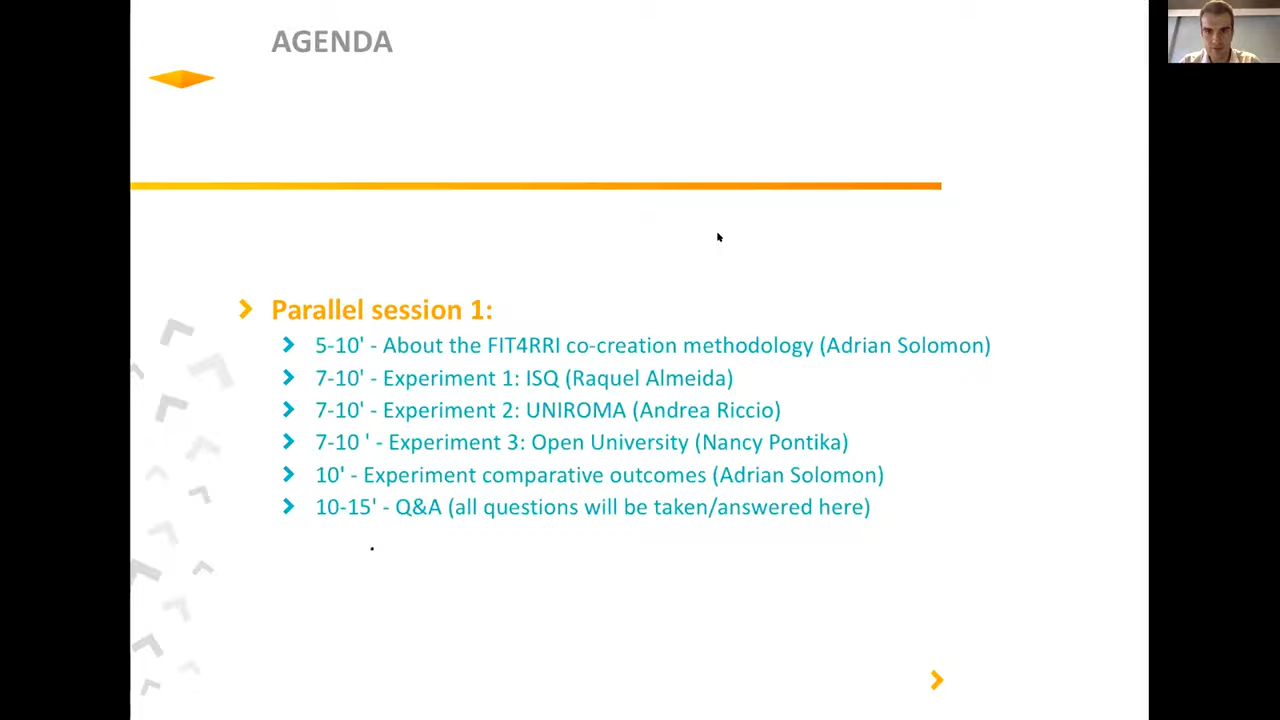 AGENDA
Parallel session 1:
5-10' - About the FIT4RRI co-creation methodology (Adrian Solomon)
7-10' - Experiment 1: ISQ (Raquel Almeida)
7-10' - Experiment 2: UNIROMA (Andrea Riccio)
7-10 ' - Experiment 3: Open University (Nancy Pontika)
10' - Experiment comparative outcomes (Adrian Solomon)
10-15' - Q&A (all questions will be taken/answered here)
.